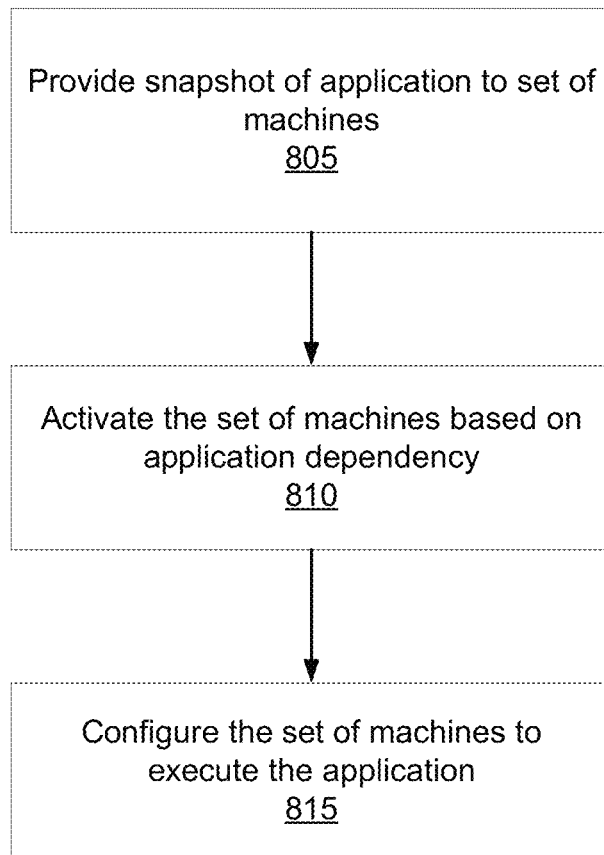 Provide snapshot of application to set of
machines
805
Activate the set of machines based on
application dependency
810
Configure the set of machines to
execute the application
815